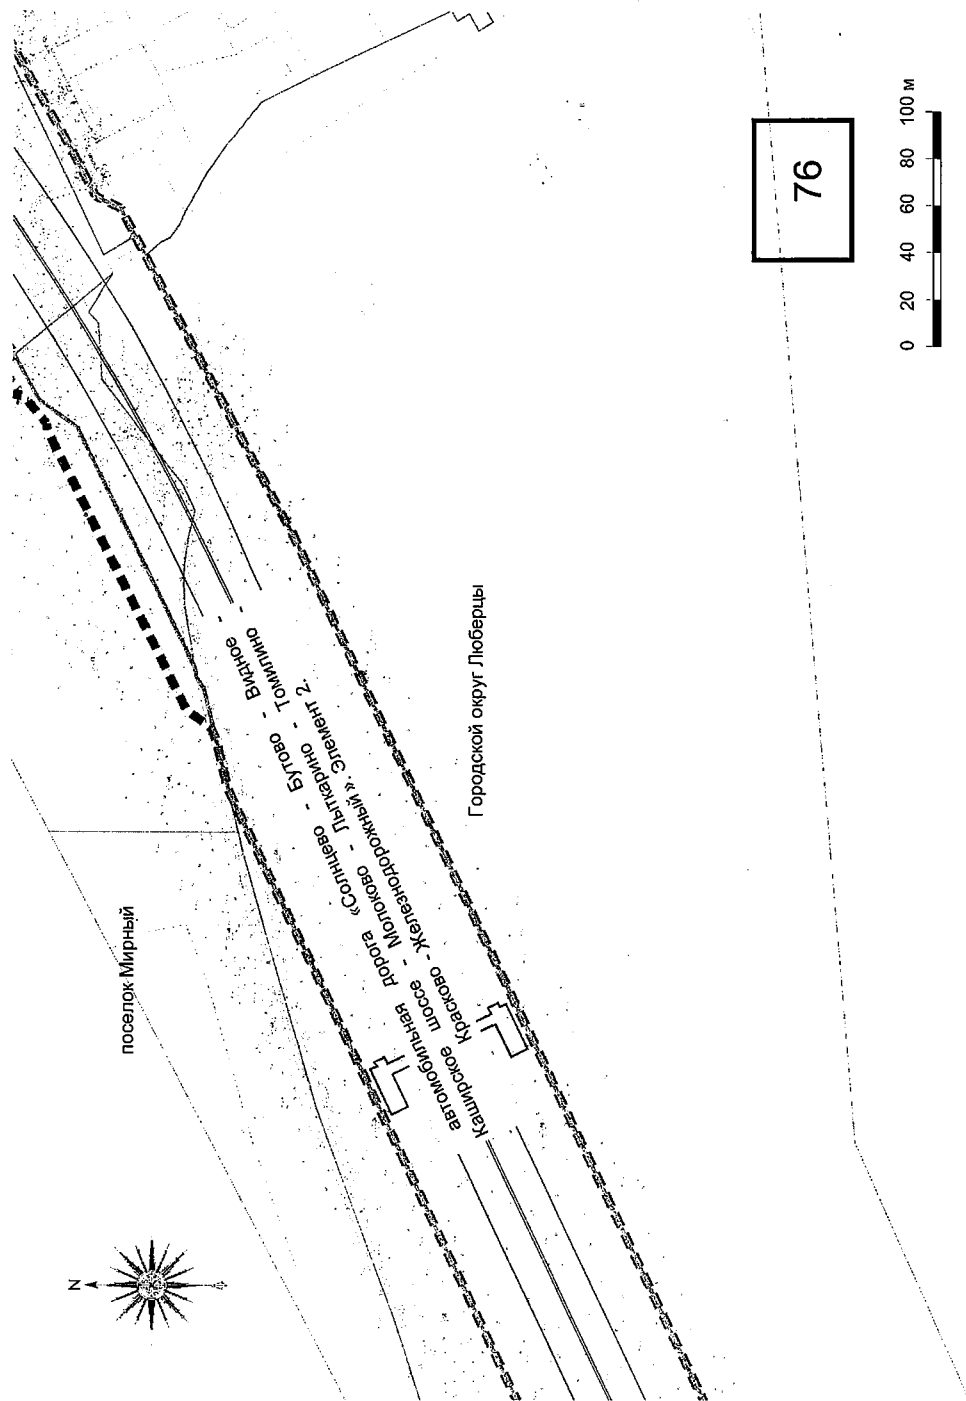 поселок Мирный
автомобильная дорога «Солнцево - Бутово - Видное -
Каширское шоссе - Молоково - Лыткарино - Томилино -
Красково - Железнодорожный». Элемент 2.
Городской округ Люберцы
N
76
0 20 40 60 80 100 м